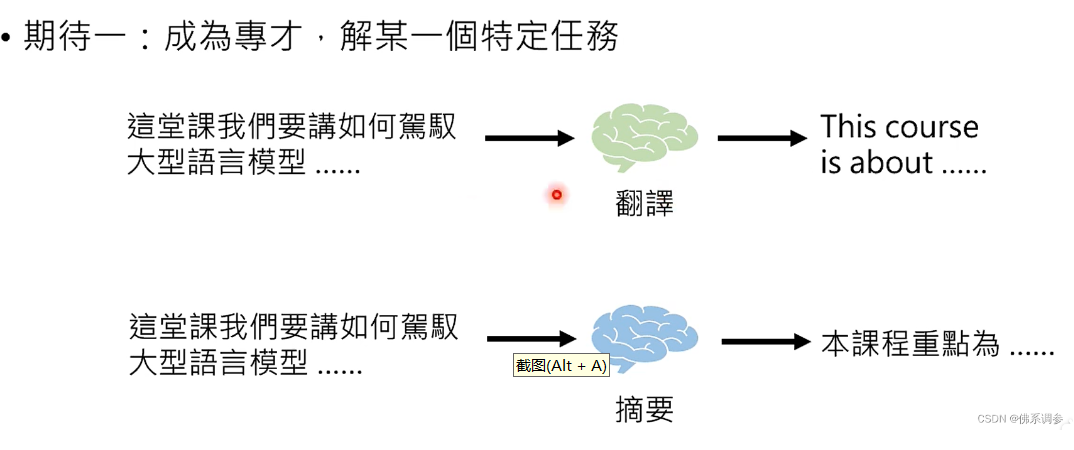 • 期待一：成為專才，解某一個特定任務
這堂課我們要講如何駕馭
大型語言模型 ......
翻譯
This course
is about ......
這堂課我們要講如何駕馭
大型語言模型 ......
截图(Alt + A)
摘要
本課程重點為 ......
CSDN @佛系调参